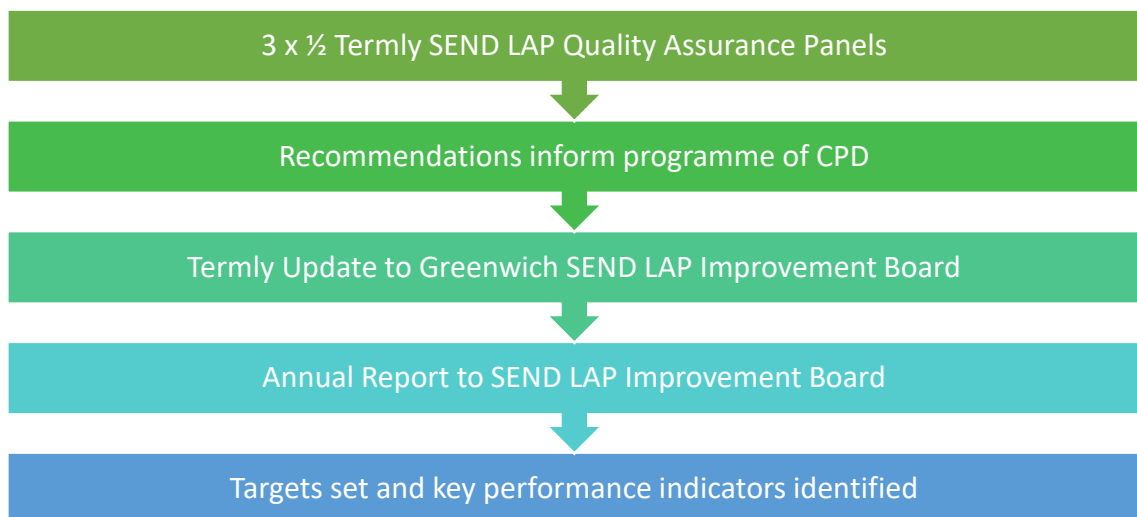 3 x ½ Termly SEND LAP Quality Assurance Panels
Recommendations inform programme of CPD
Termly Update to Greenwich SEND LAP Improvement Board
Annual Report to SEND LAP Improvement Board
Targets set and key performance indicators identified